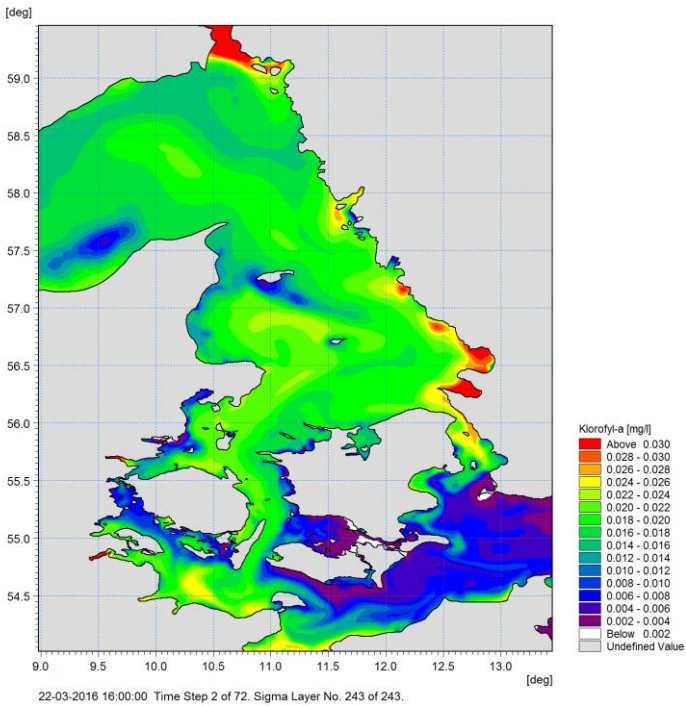 [deg]
59.0
58.5
58.0
57.5
57.0
56.5
56.0
55.5
55.0
54.5
9.0 9.5 10.0 10.5 11.0 11.5 12.0 12.5 13.0
[deg]
22-03-2016 16:00:00 Time Step 2 of 72. Sigma Layer No. 243 of 243.
Klorofyl-a [mg/l]
Above 0.030
0.028 - 0.030
0.026 - 0.028
0.024 - 0.026
0.022 - 0.024
0.020 - 0.022
0.018 - 0.020
0.016 - 0.018
0.014 - 0.016
0.012 - 0.014
0.010 - 0.012
0.008 - 0.010
0.006 - 0.008
0.004 - 0.006
0.002 - 0.004
Below 0.002
Undefined Value